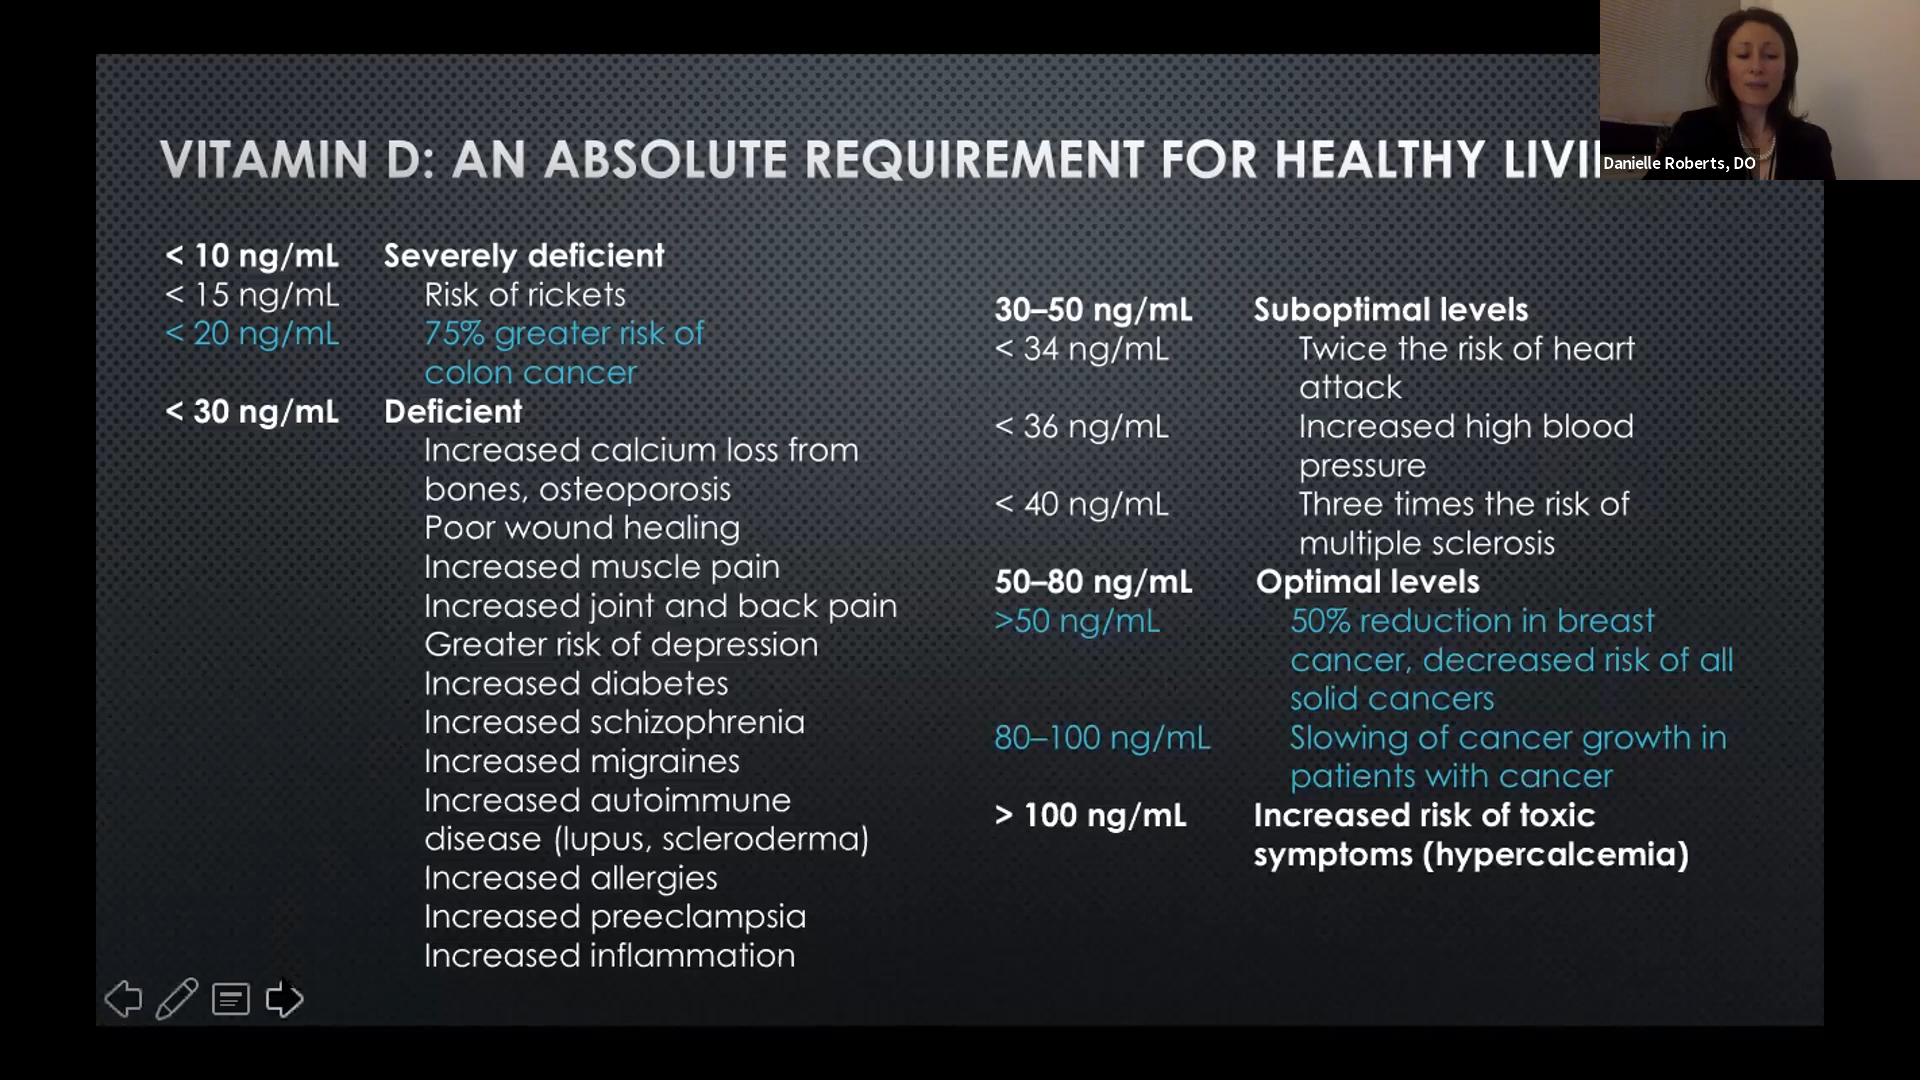 VITAMIN D: AN ABSOLUTE REQUIREMENT FOR HEALTHY
Danielle Roberts, DO
< 10 ng/mL Severely deficient
< 15 ng/mL Risk of rickets
< 20 ng/mL 75% greater risk of
colon cancer
< 30 ng/mL Deficient
Increased calcium loss from
bones, osteoporosis
Poor wound healing
Increased muscle pain
Increased joint and back pain
Greater risk of depression
Increased diabetes
Increased schizophrenia
Increased migraines
Increased autoimmune
disease (lupus, scleroderma)
Increased allergies
Increased preeclampsia
Increased inflammation
30–50 ng/mL Suboptimal levels
< 34 ng/mL Twice the risk of heart
attack
< 36 ng/mL Increased high blood
pressure
< 40 ng/mL Three times the risk of
multiple sclerosis
50–80 ng/mL Optimal levels
>50 ng/mL 50% reduction in breast
cancer, decreased risk of all
solid cancers
80–100 ng/mL Slowing of cancer growth in
patients with cancer
> 100 ng/mL Increased risk of toxic
symptoms (hypercalcemia)